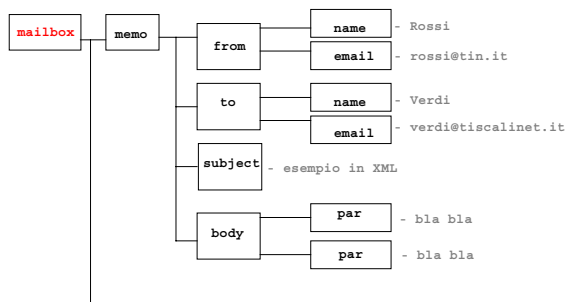 mailbox
memo
from
name - Rossi
email - rossi@tin.it
to
name - Verdi
email - verdi@tiscalinet.it
subject - esempio in XML
body
par - bla bla
par - bla bla